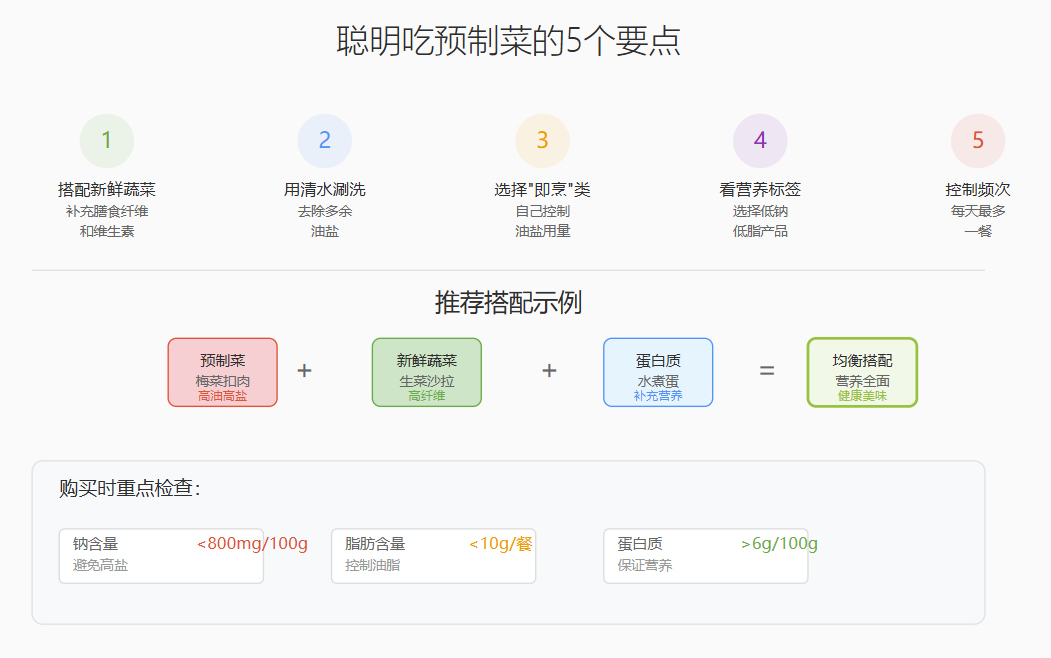 聪明吃预制菜的5个要点
1 2 3 4 5
搭配新鲜蔬菜 用清水涮洗 选择"即烹"类 看营养标签 控制频次
补充膳食纤维 去除多余 自己控制 选择低钠 每天最多
和维生素 油盐 油盐用量 低脂产品 一餐
推荐搭配示例
预制菜 + 新鲜蔬菜 + 蛋白质 = 均衡搭配
梅菜扣肉 生菜沙拉 水煮蛋 营养全面
高油高盐 高纤维 补充营养 健康美味
购买时重点检查：
钠含量 <800mg/100g 脂肪含量 <10g/餐 蛋白质 >6g/100g
避免高盐 控制油脂 保证营养